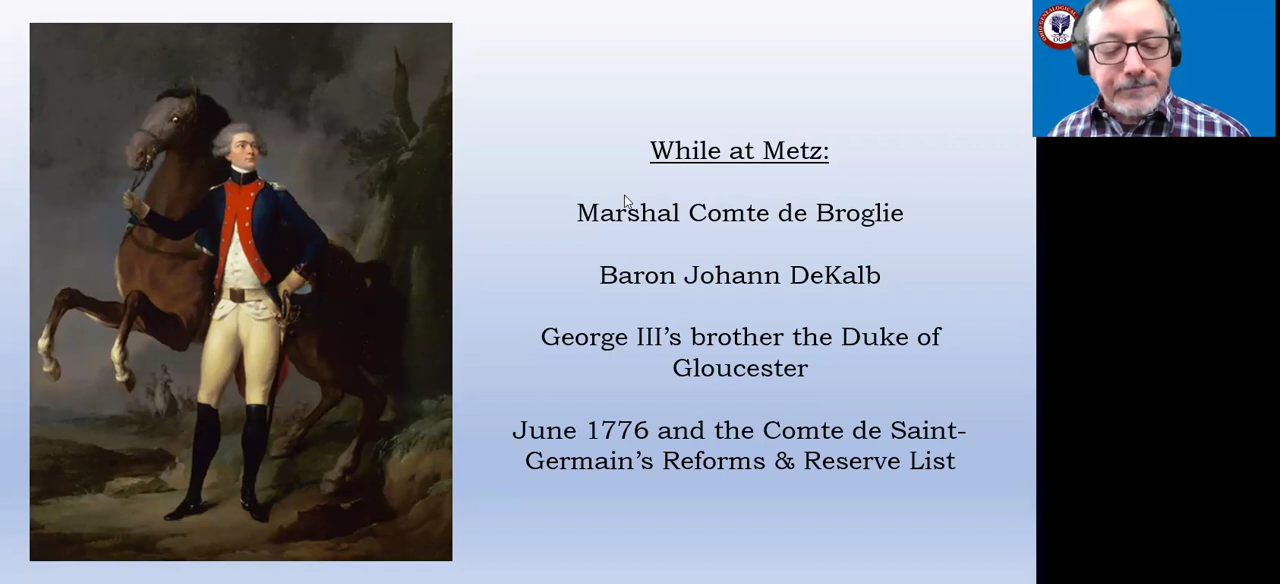 While at Metz:
Marshal Comte de Broglie
Baron Johann DeKalb
George III’s brother the Duke of
Gloucester
June 1776 and the Comte de Saint-
Germain’s Reforms & Reserve List
OGS